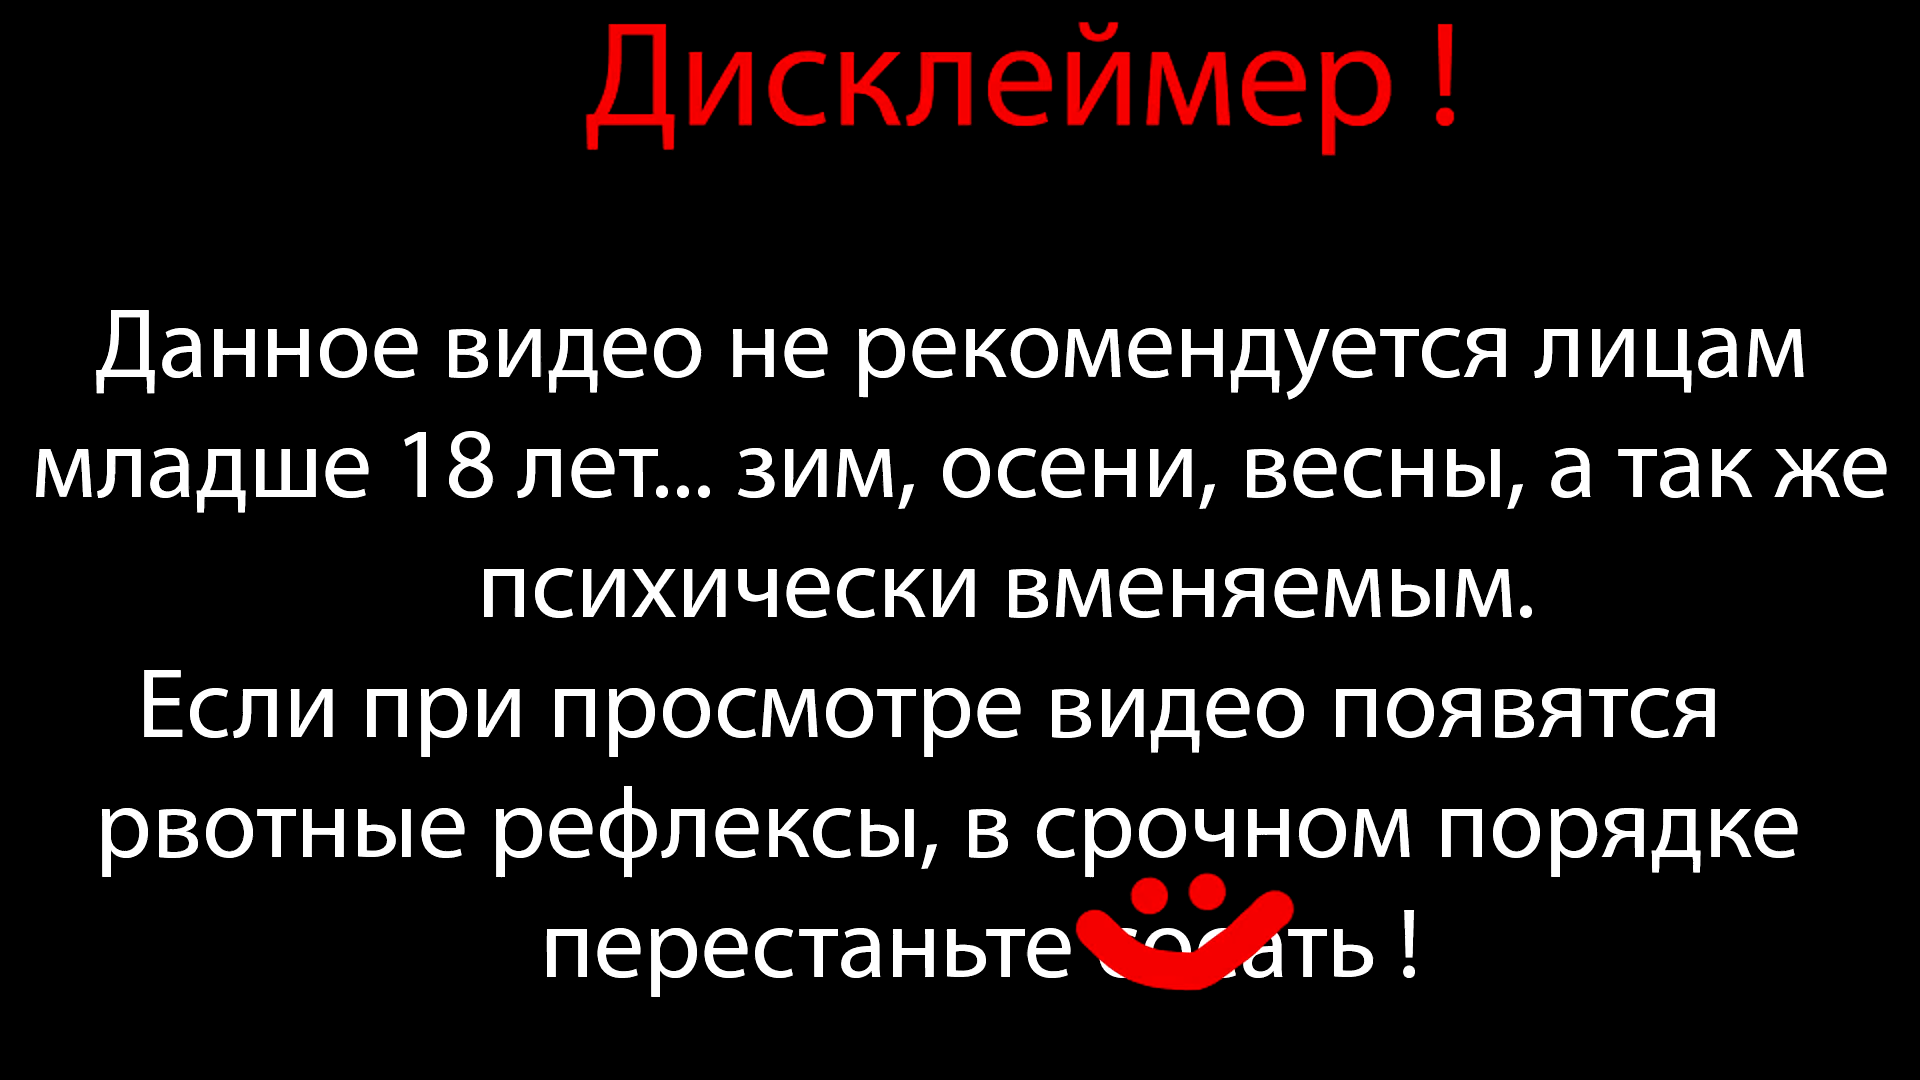 Дисклеймер !
Данное видео не рекомендуется лицам
младше 18 лет... зим, осени, весны, а так же
психически вменяемым.
Если при просмотре видео появятся
рвотные рефлексы, в срочном порядке
перестаньте сосать !